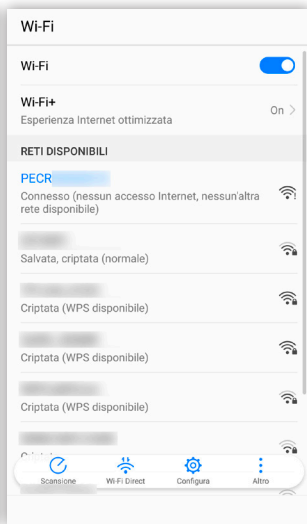 Wi-Fi
Wi-Fi
Wi-Fi+
On
Esperienza Internet ottimizzata
RETI DISPONIBILI
PECR
Connesso (nessun accesso Internet, nessun'altra
rete disponibile)
Salvata, criptata (normale)
Criptata (WPS disponibile)
Criptata (WPS disponibile)
Criptata (WPS disponibile)
Scansione Wi-Fi Direct Configura Altro